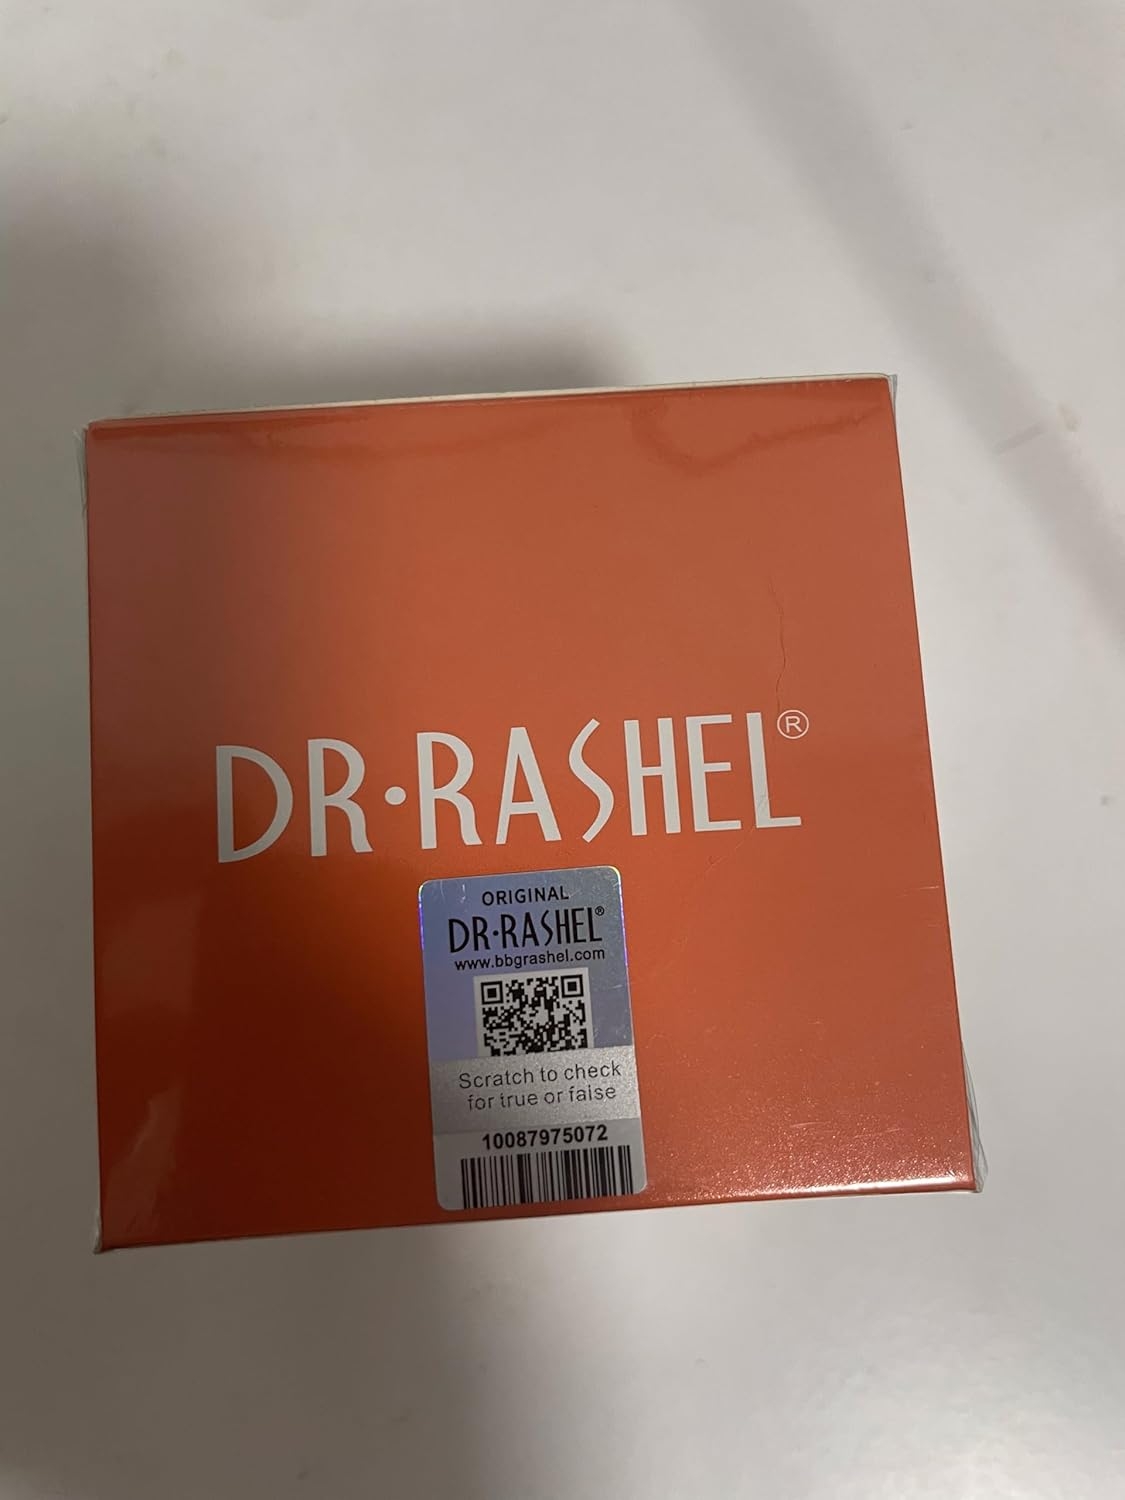 DR·RASHEL®
ORIGINAL
DR·RASHEL®
www.bbgrashel.com
Scratch to check
for true or false
10087975072